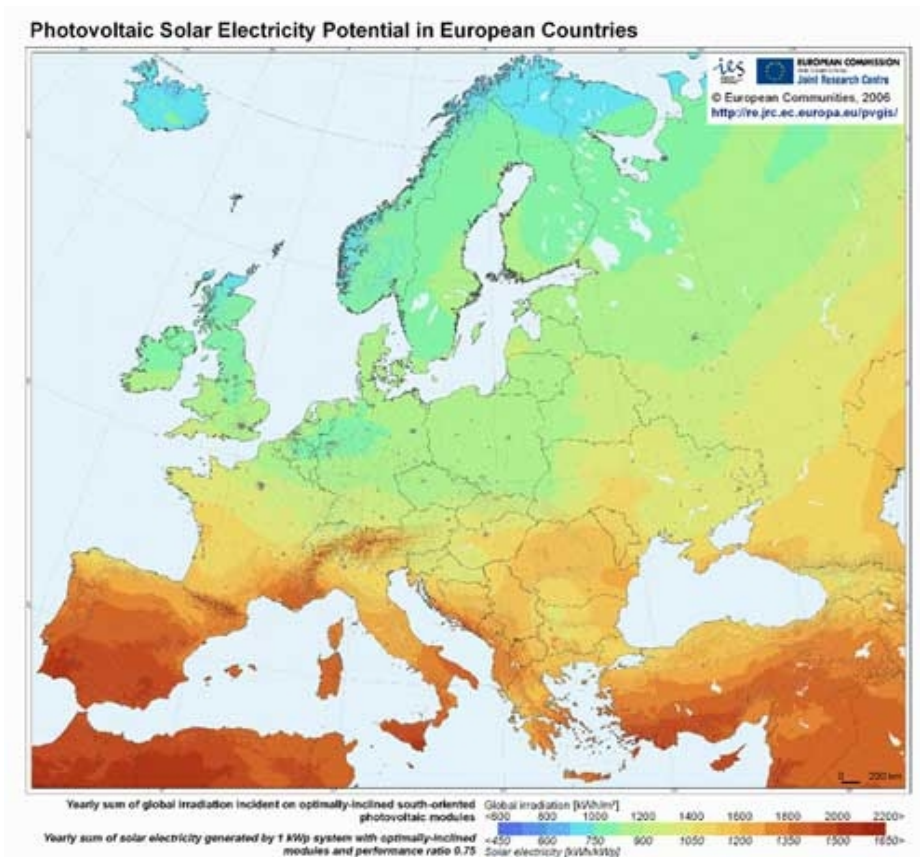 Photovoltaic Solar Electricity Potential in European Countries
ies
EUROPEAN COMMISSION
Joint Research Centre
© European Communities, 2006
http://re.jrc.ec.europa.eu/pvgis/
0 200 km
Yearly sum of global irradiation incident on optimally-inclined south-oriented
photovoltaic modules
Global irradiation [kWh/m²]
<600 800 1000 1200 1400 1600 1800 2000 2200>
Yearly sum of solar electricity generated by 1 kWp system with optimally-inclined
modules and performance ratio 0.75
<450 600 750 900 1050 1200 1350 1500 1650>
Solar electricity [kWh/kWp]